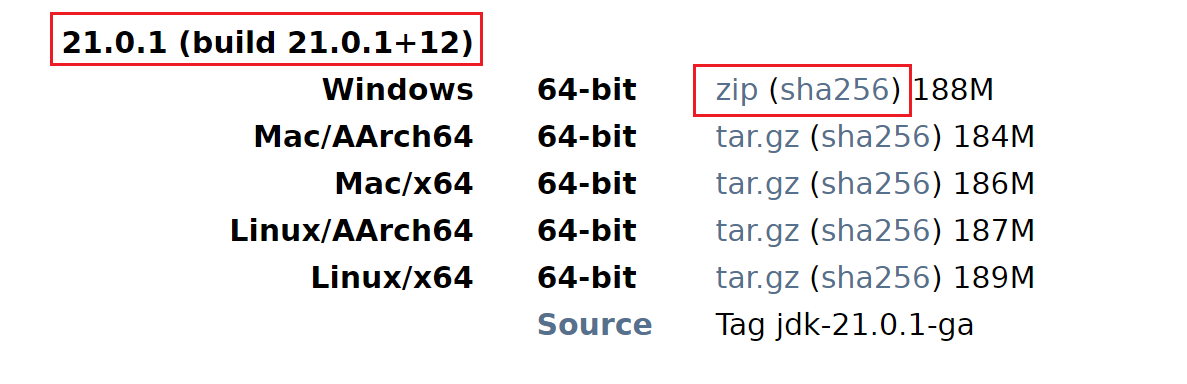 21.0.1 (build 21.0.1+12)
Windows 64-bit zip (sha256) 188M
Mac/AArch64 64-bit tar.gz (sha256) 184M
Mac/x64 64-bit tar.gz (sha256) 186M
Linux/AArch64 64-bit tar.gz (sha256) 187M
Linux/x64 64-bit tar.gz (sha256) 189M
Source Tag jdk-21.0.1-ga